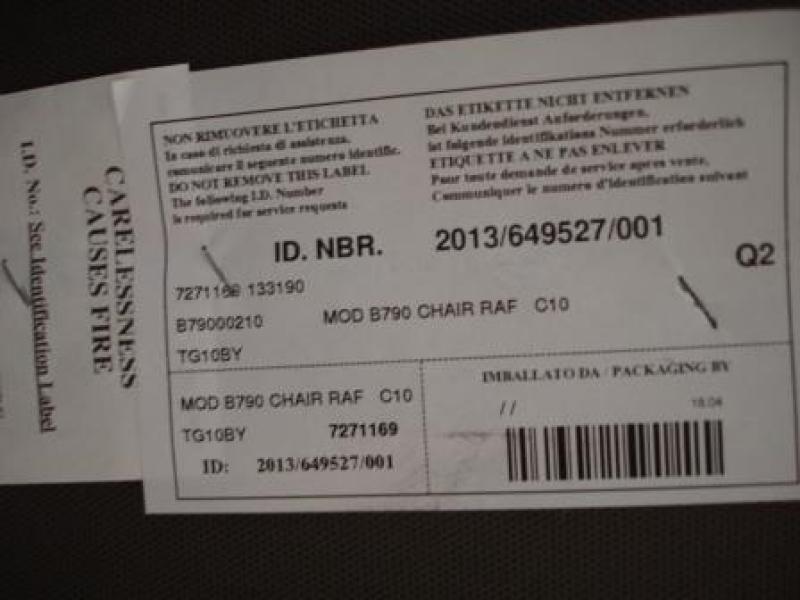 I.D. No.: See Identification Label
CARELESSNESS
CAUSES FIRE
NON RIMUOVERE L'ETICHETTA
In caso di richiesta di assistenza,
comunicare il seguente numero identific.
DO NOT REMOVE THIS LABEL
The following I.D. Number
is required for service requests
DAS ETIKETTE NICHT ENTFERNEN
Bei Kundendienst Anforderungen,
ist folgende Identifikations Nummer erforderlich
ETIQUETTE A NE PAS ENLEVER
Pour toute demande de service apres vente,
Communiquer le numero d'identification suivant
ID. NBR. 2013/649527/001
Q2
7271169 133190
B79000210 MOD B790 CHAIR RAF C10
TG10BY
MOD B790 CHAIR RAF C10
TG10BY 7271169
ID: 2013/649527/001
IMBALLATO DA / PACKAGING BY
/ / 18.04